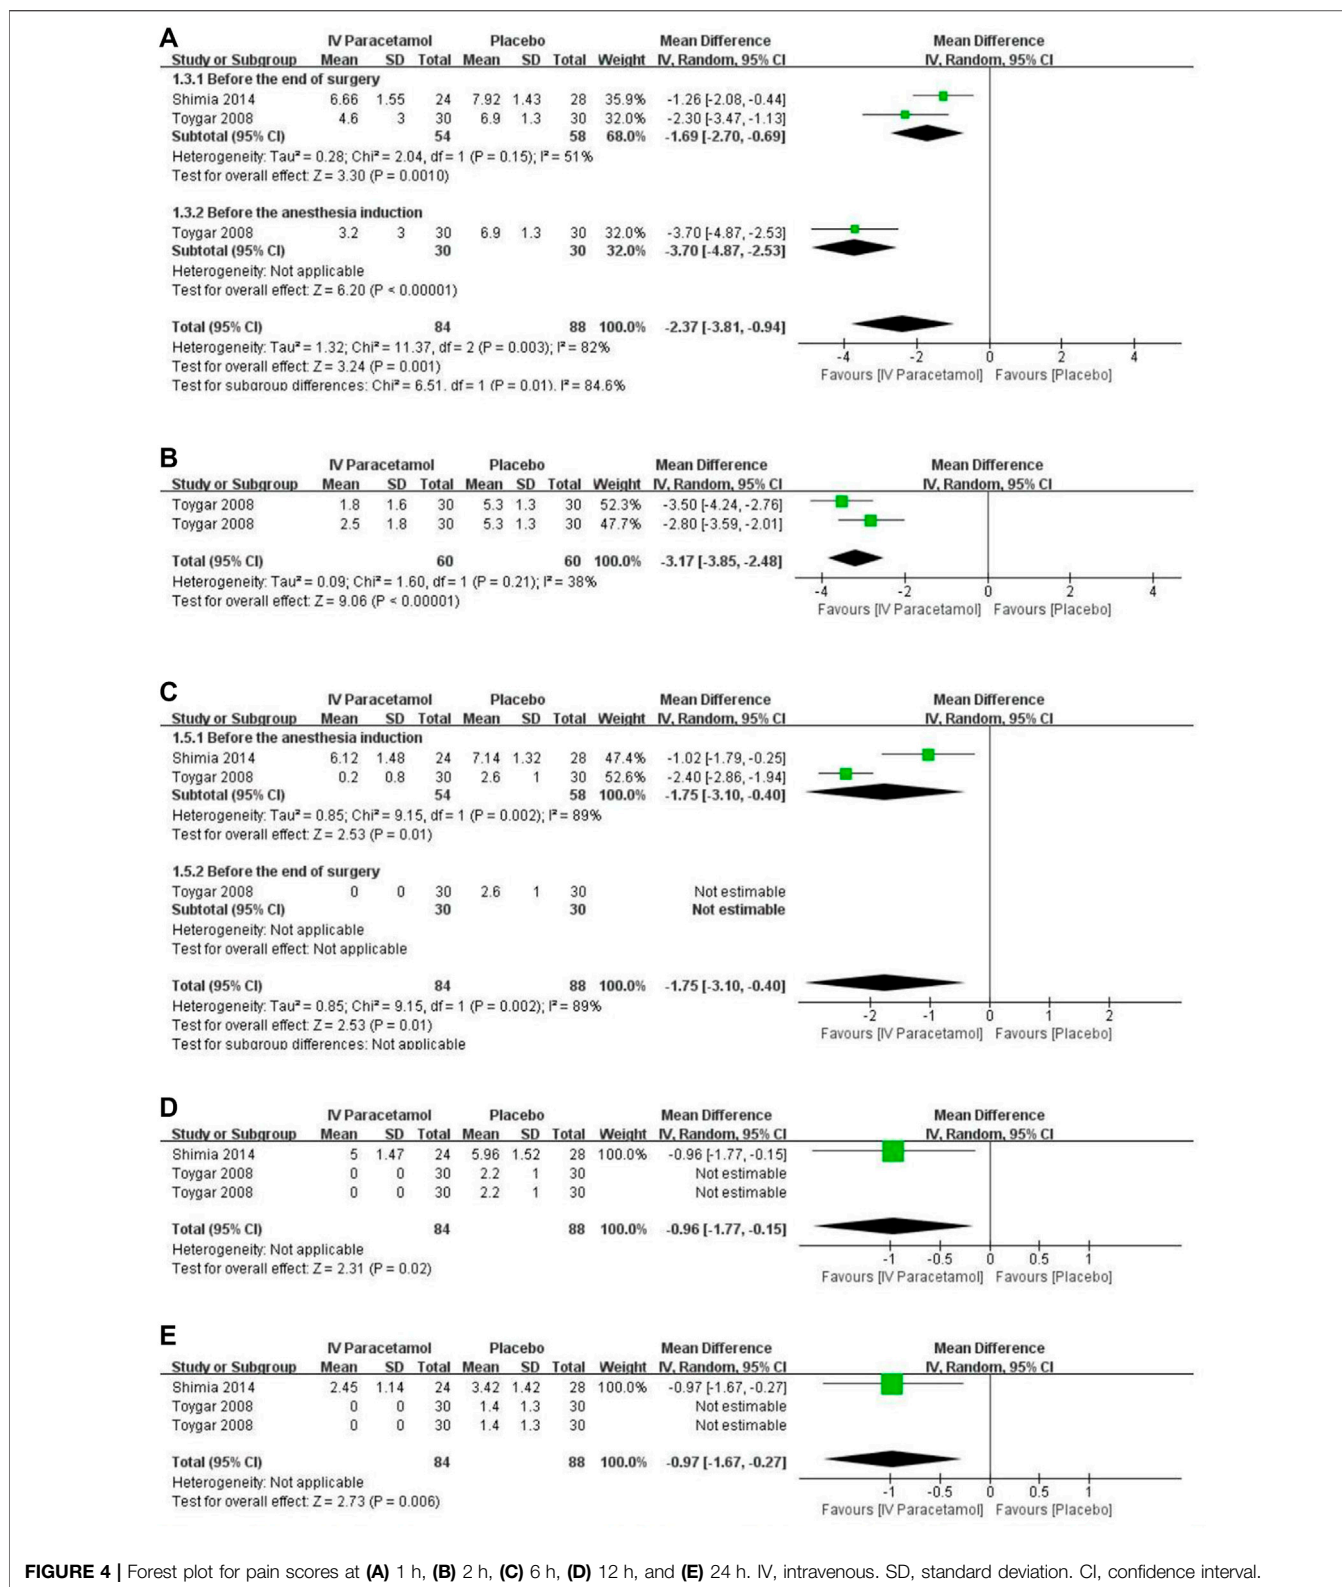 A
IV Paracetamol Placebo Mean Difference Mean Difference
Study or Subgroup Mean SD Total Mean SD Total Weight IV, Random, 95% CI IV, Random, 95% CI
1.3.1 Before the end of surgery
Shimia 2014 6.66 1.55 24 7.92 1.43 28 35.9% -1.26 [-2.08, -0.44]
Toygar 2008 4.6 3 30 6.9 1.3 30 32.0% -2.30 [-3.47, -1.13]
Subtotal (95% CI) 54 58 68.0% -1.69 [-2.70, -0.69]
Heterogeneity: Tau² = 0.28; Chi² = 2.04, df = 1 (P = 0.15); I² = 51%
Test for overall effect: Z = 3.30 (P = 0.0010)
1.3.2 Before the anesthesia induction
Toygar 2008 3.2 3 30 6.9 1.3 30 32.0% -3.70 [-4.87, -2.53]
Subtotal (95% CI) 30 30 32.0% -3.70 [-4.87, -2.53]
Heterogeneity: Not applicable
Test for overall effect: Z = 6.20 (P < 0.00001)
Total (95% CI) 84 88 100.0% -2.37 [-3.81, -0.94]
Heterogeneity: Tau² = 1.32; Chi² = 11.37, df = 2 (P = 0.003); I² = 82%
-4 -2 0 2 4
Test for overall effect: Z = 3.24 (P = 0.001)
Favours [IV Paracetamol] Favours [Placebo]
Test for subgroup differences: Chi² = 6.51, df = 1 (P = 0.01), I² = 84.6%
B
IV Paracetamol Placebo Mean Difference Mean Difference
Study or Subgroup Mean SD Total Mean SD Total Weight IV, Random, 95% CI IV, Random, 95% CI
Toygar 2008 1.8 1.6 30 5.3 1.3 30 52.3% -3.50 [-4.24, -2.76]
Toygar 2008 2.5 1.8 30 5.3 1.3 30 47.7% -2.80 [-3.59, -2.01]
Total (95% CI) 60 60 100.0% -3.17 [-3.85, -2.48]
Heterogeneity: Tau² = 0.09; Chi² = 1.60, df = 1 (P = 0.21); I² = 38%
-4 -2 0 2 4
Test for overall effect: Z = 9.06 (P < 0.00001)
Favours [IV Paracetamol] Favours [Placebo]
C
IV Paracetamol Placebo Mean Difference Mean Difference
Study or Subgroup Mean SD Total Mean SD Total Weight IV, Random, 95% CI IV, Random, 95% CI
1.5.1 Before the anesthesia induction
Shimia 2014 6.12 1.48 24 7.14 1.32 28 47.4% -1.02 [-1.79, -0.25]
Toygar 2008 0.2 0.8 30 2.6 1 30 52.6% -2.40 [-2.86, -1.94]
Subtotal (95% CI) 54 58 100.0% -1.75 [-3.10, -0.40]
Heterogeneity: Tau² = 0.85; Chi² = 9.15, df = 1 (P = 0.002); I² = 89%
Test for overall effect: Z = 2.53 (P = 0.01)
1.5.2 Before the end of surgery
Toygar 2008 0 0 30 2.6 1 30 Not estimable
Subtotal (95% CI) 30 30 Not estimable
Heterogeneity: Not applicable
Test for overall effect: Not applicable
Total (95% CI) 84 88 100.0% -1.75 [-3.10, -0.40]
Heterogeneity: Tau² = 0.85; Chi² = 9.15, df = 1 (P = 0.002); I² = 89%
-2 -1 0 1 2
Test for overall effect: Z = 2.53 (P = 0.01)
Favours [IV Paracetamol] Favours [Placebo]
Test for subgroup differences: Not applicable
D
IV Paracetamol Placebo Mean Difference Mean Difference
Study or Subgroup Mean SD Total Mean SD Total Weight IV, Random, 95% CI IV, Random, 95% CI
Shimia 2014 5 1.47 24 5.96 1.52 28 100.0% -0.96 [-1.77, -0.15]
Toygar 2008 0 0 30 2.2 1 30 Not estimable
Toygar 2008 0 0 30 2.2 1 30 Not estimable
Total (95% CI) 84 88 100.0% -0.96 [-1.77, -0.15]
Heterogeneity: Not applicable
-1 -0.5 0 0.5 1
Test for overall effect: Z = 2.31 (P = 0.02)
Favours [IV Paracetamol] Favours [Placebo]
E
IV Paracetamol Placebo Mean Difference Mean Difference
Study or Subgroup Mean SD Total Mean SD Total Weight IV, Random, 95% CI IV, Random, 95% CI
Shimia 2014 2.45 1.14 24 3.42 1.42 28 100.0% -0.97 [-1.67, -0.27]
Toygar 2008 0 0 30 1.4 1.3 30 Not estimable
Toygar 2008 0 0 30 1.4 1.3 30 Not estimable
Total (95% CI) 84 88 100.0% -0.97 [-1.67, -0.27]
Heterogeneity: Not applicable
-1 -0.5 0 0.5 1
Test for overall effect: Z = 2.73 (P = 0.006)
Favours [IV Paracetamol] Favours [Placebo]
FIGURE 4 | Forest plot for pain scores at (A) 1 h, (B) 2 h, (C) 6 h, (D) 12 h, and (E) 24 h. IV, intravenous. SD, standard deviation. CI, confidence interval.